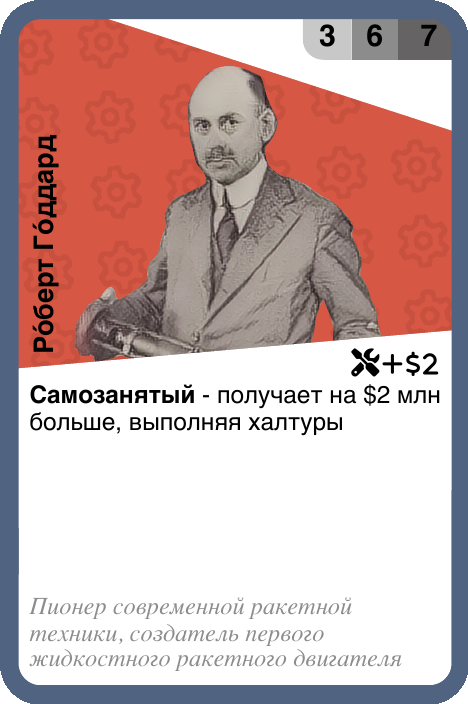 3 6 7
Ро́берт Го́ддард
+$2
Самозанятый - получает на $2 млн
больше, выполняя халтуры
Пионер современной ракетной
техники, создатель первого
жидкостного ракетного двигателя